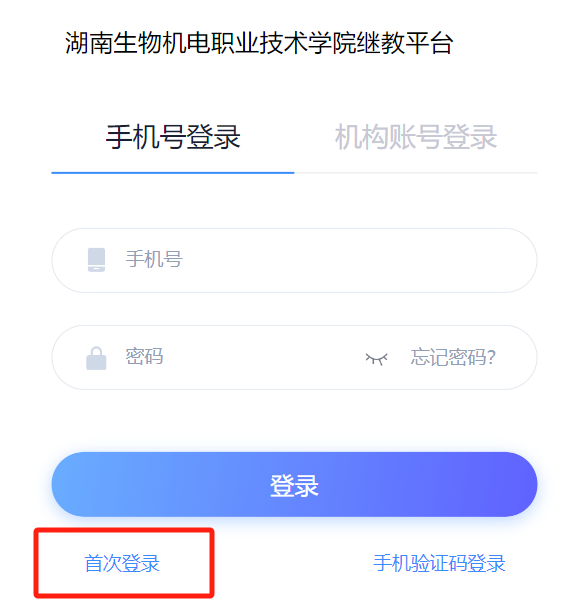 湖南生物机电职业技术学院继教平台
手机号登录 机构账号登录
手机号
密码 忘记密码?
登录
首次登录 手机验证码登录